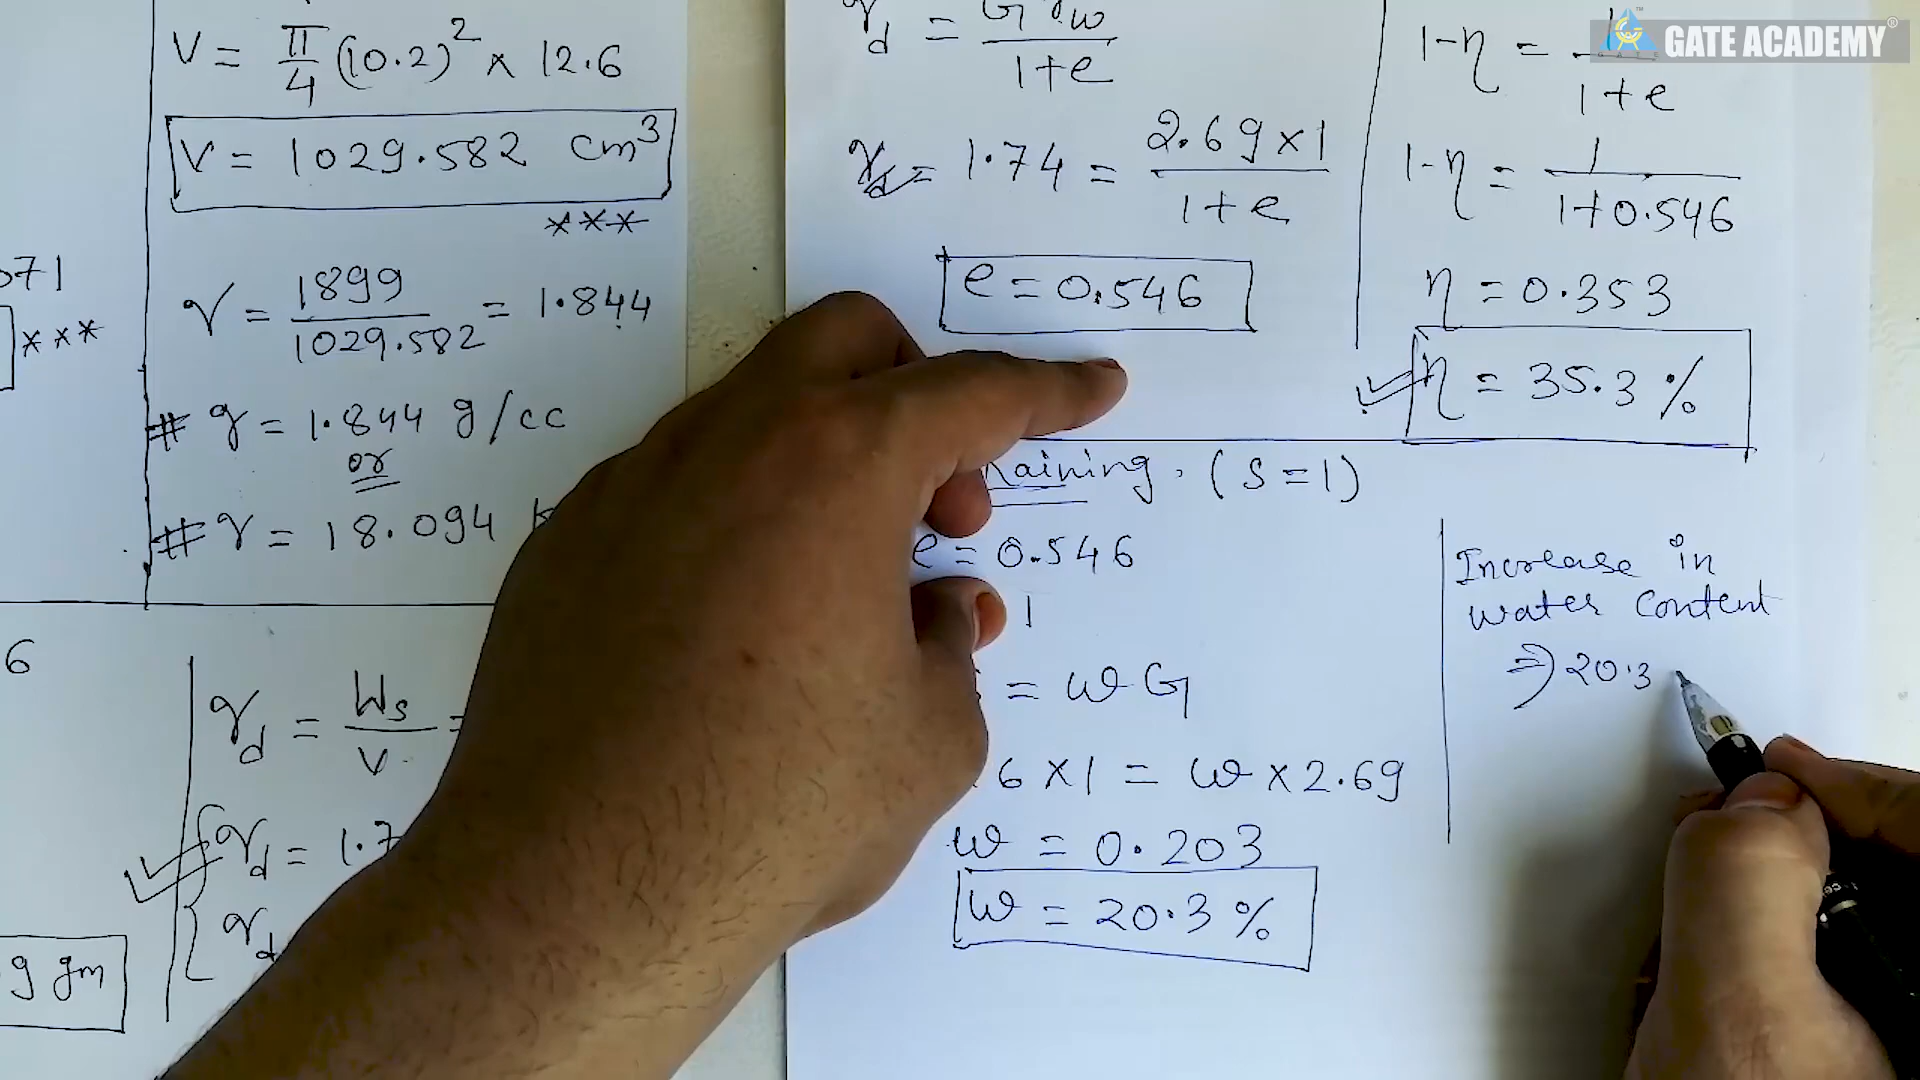 V = π/4 (10.2)² × 12.6
V = 1029.582 cm³
***
071
***
γ = 1899/1029.582 = 1.844
# γ = 1.844 g/cc
or
# γ = 18.094
6
γd = Ws/V =
γd = 1.7
γd
g gm
γd = G γw/1+e
γd = 1.74 = 2.69×1/1+e
e = 0.546
1-η = 1/1+e
1-η = 1/1+0.546
η = 0.353
η = 35.3 %
Raining. (S=1)
e = 0.546
1
= w G
6 × 1 = w × 2.69
w = 0.203
w = 20.3 %
Increase in
water content
⇒ 20.3
GATE ACADEMY®